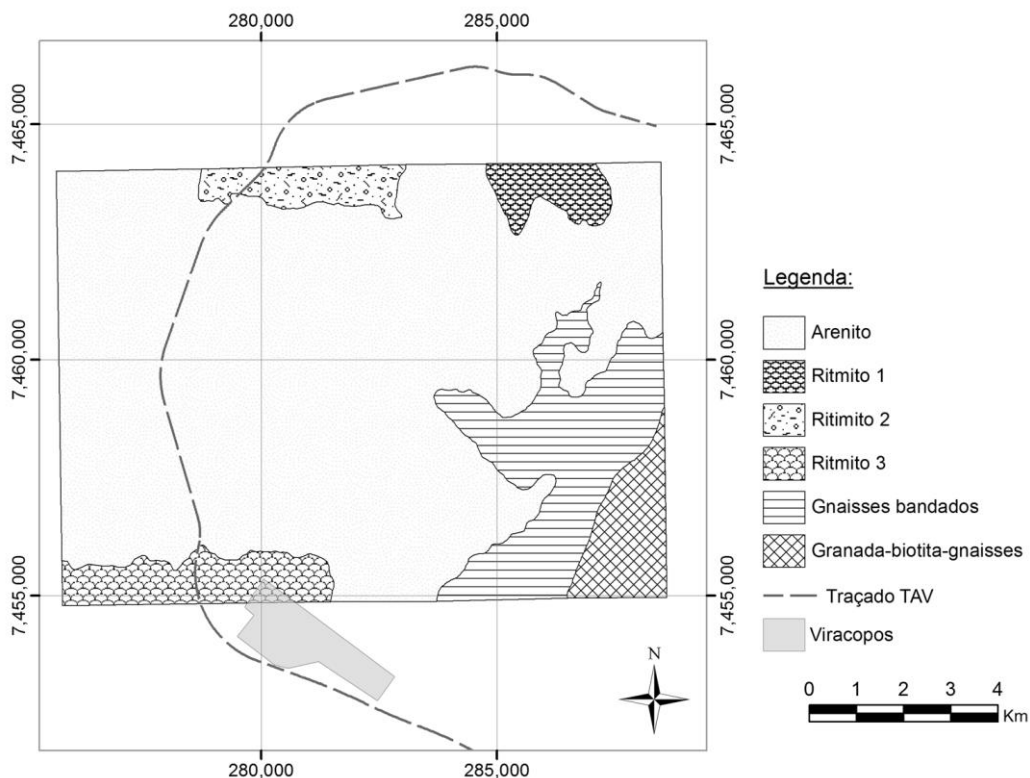 280,000
285,000
7,465,000
7,465,000
7,460,000
7,460,000
7,455,000
7,455,000
280,000
285,000
N
Legenda:
Arenito
Ritmito 1
Ritimito 2
Ritmito 3
Gnaisses bandados
Granada-biotita-gnaisses
Traçado TAV
Viracopos
0 1 2 3 4
Km